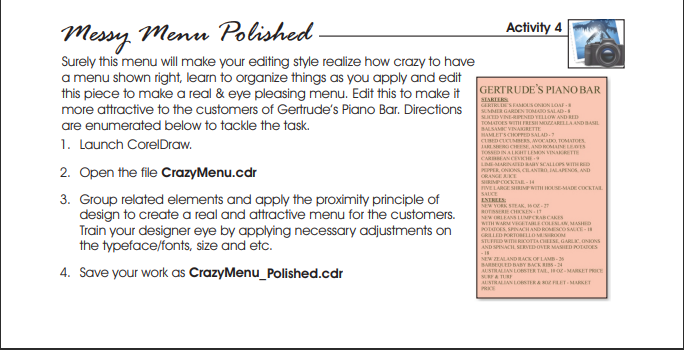 Messy Menu Polished
Activity 4
Surely this menu will make your editing style realize how crazy to have
a menu shown right, learn to organize things as you apply and edit
this piece to make a real & eye pleasing menu. Edit this to make it
more attractive to the customers of Gertrude's Piano Bar. Directions
are enumerated below to tackle the task.
1. Launch CorelDraw.
2. Open the file CrazyMenu.cdr
3. Group related elements and apply the proximity principle of
design to create a real and attractive menu for the customers.
Train your designer eye by applying necessary adjustments on
the typeface/fonts, size and etc.
4. Save your work as CrazyMenu_Polished.cdr
GERTRUDE'S PIANO BAR
STARTERS:
GERTRUDE'S FAMOUS ONION LOAF - 8
SUMMER GARDEN TOMATO SALAD - 8
SLICED VINE-RIPENED YELLOW AND RED
TOMATOES WITH FRESH MOZZARELLA AND BASIL
BALSAMIC VINAIGRETTE
HAMLET'S CHOPPED SALAD - 7
CUBED CUCUMBERS, AVOCADO, TOMATOES,
JARLSBERG CHEESE, AND ROMAINE LEAVES
TOSSED IN A LIGHT LEMON VINAIGRETTE
CARIBBEAN CEVICHE - 9
LIME-MARINATED BABY SCALLOPS WITH RED
PEPPER, ONIONS, CILANTRO, JALAPENOS, AND
ORANGE JUICE
SHRIMP COCKTAIL - 14
FIVE LARGE SHRIMP WITH HOUSE-MADE COCKTAIL
SAUCE
ENTREES:
NEW YORK STEAK, 16 OZ - 27
ROTISSERIE CHICKEN - 17
NEW ORLEANS LUMP CRAB CAKES
WITH WARM VEGETABLE COLESLAW, MASHED
POTATOES, SPINACH AND ROMESCO SAUCE - 18
GRILLED PORTOBELLO MUSHROOM
STUFFED WITH RICOTTA CHEESE, GARLIC, ONIONS
AND SPINACH, SERVED OVER MASHED POTATOES
- 18
NEW ZEALAND RACK OF LAMB - 26
BARBEQUED BABY BACK RIBS - 24
AUSTRALIAN LOBSTER TAIL, 10 OZ - MARKET PRICE
SURF & TURF
AUSTRALIAN LOBSTER & 8OZ FILET - MARKET
PRICE